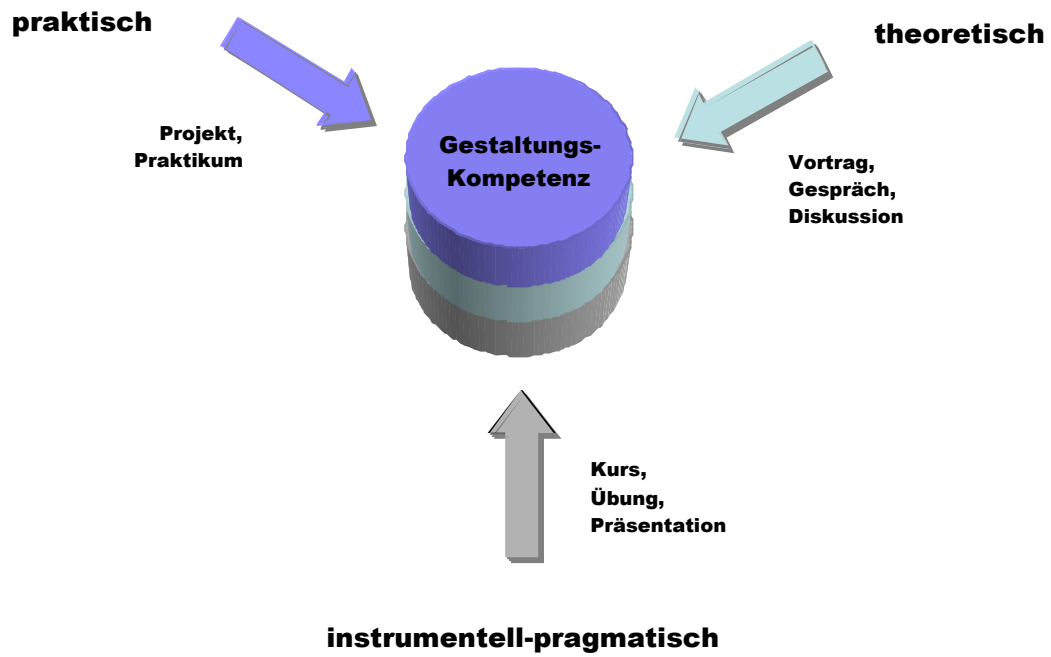 praktisch
theoretisch
Projekt,
Praktikum
Gestaltungs-
Kompetenz
Vortrag,
Gespräch,
Diskussion
Kurs,
Übung,
Präsentation
instrumentell-pragmatisch